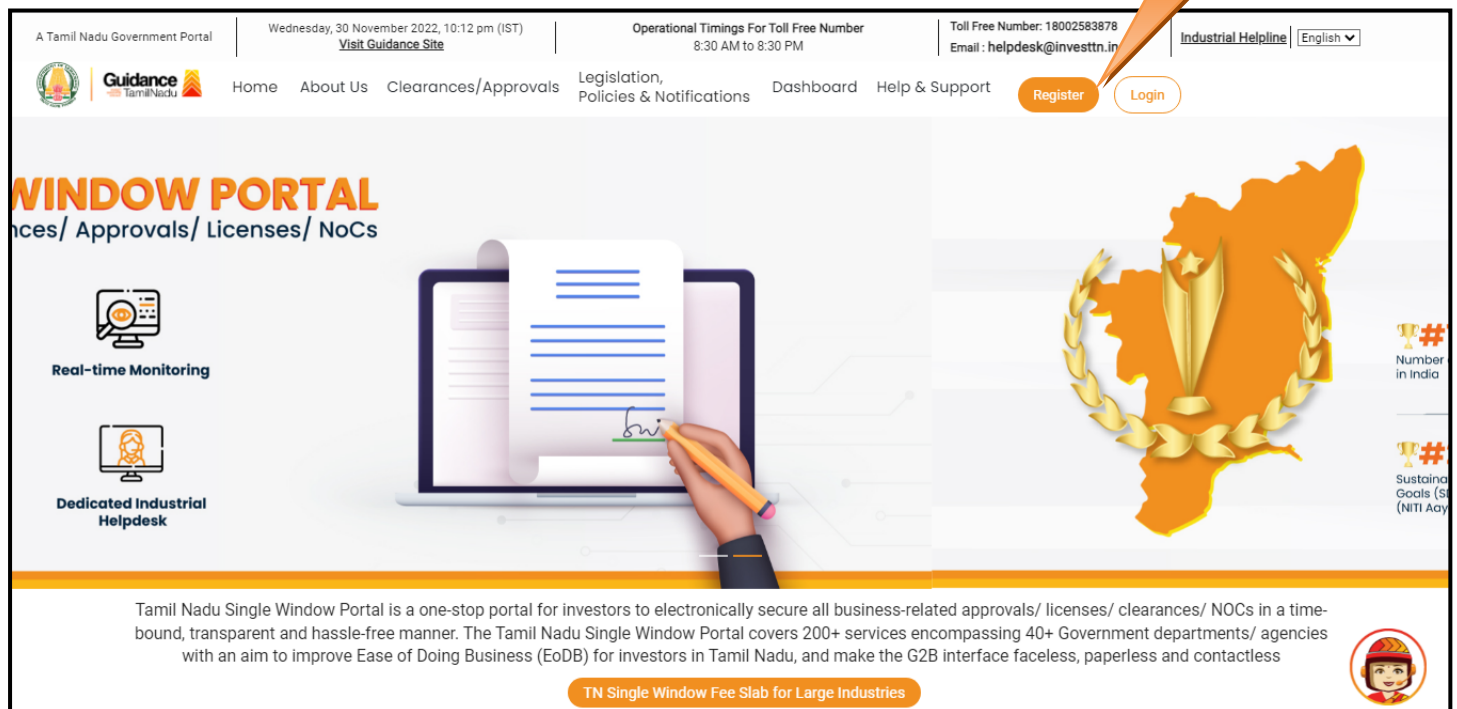 A Tamil Nadu Government Portal
Wednesday, 30 November 2022, 10:12 pm (IST)
Visit Guidance Site
Operational Timings For Toll Free Number
8:30 AM to 8:30 PM
Toll Free Number: 18002583878
Email : helpdesk@investtn.in
Industrial Helpline
English
Guidance
TamilNadu
Home
About Us
Clearances/Approvals
Legislation,
Policies & Notifications
Dashboard
Help & Support
Register
Login
WINDOW PORTAL
nces/ Approvals/ Licenses/ NoCs
Real-time Monitoring
Dedicated Industrial
Helpdesk
Number
in India
Sustaina
Goals (S
(NITI Aay
Tamil Nadu Single Window Portal is a one-stop portal for investors to electronically secure all business-related approvals/ licenses/ clearances/ NOCs in a time-
bound, transparent and hassle-free manner. The Tamil Nadu Single Window Portal covers 200+ services encompassing 40+ Government departments/ agencies
with an aim to improve Ease of Doing Business (EoDB) for investors in Tamil Nadu, and make the G2B interface faceless, paperless and contactless
TN Single Window Fee Slab for Large Industries